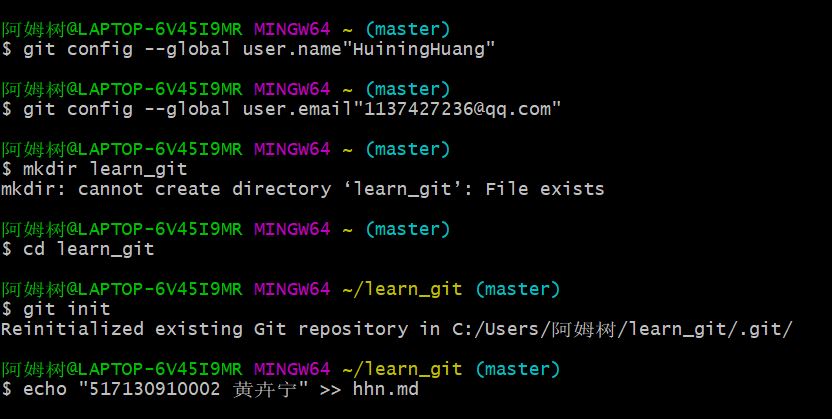 阿姆树@LAPTOP-6V45I9MR MINGW64 ~ (master)
$ git config --global user.name"HuiningHuang"
阿姆树@LAPTOP-6V45I9MR MINGW64 ~ (master)
$ git config --global user.email"1137427236@qq.com"
阿姆树@LAPTOP-6V45I9MR MINGW64 ~ (master)
$ mkdir learn_git
mkdir: cannot create directory ‘learn_git’: File exists
阿姆树@LAPTOP-6V45I9MR MINGW64 ~ (master)
$ cd learn_git
阿姆树@LAPTOP-6V45I9MR MINGW64 ~/learn_git (master)
$ git init
Reinitialized existing Git repository in C:/Users/阿姆树/learn_git/.git/
阿姆树@LAPTOP-6V45I9MR MINGW64 ~/learn_git (master)
$ echo "517130910002 黄卉宁" >> hhn.md